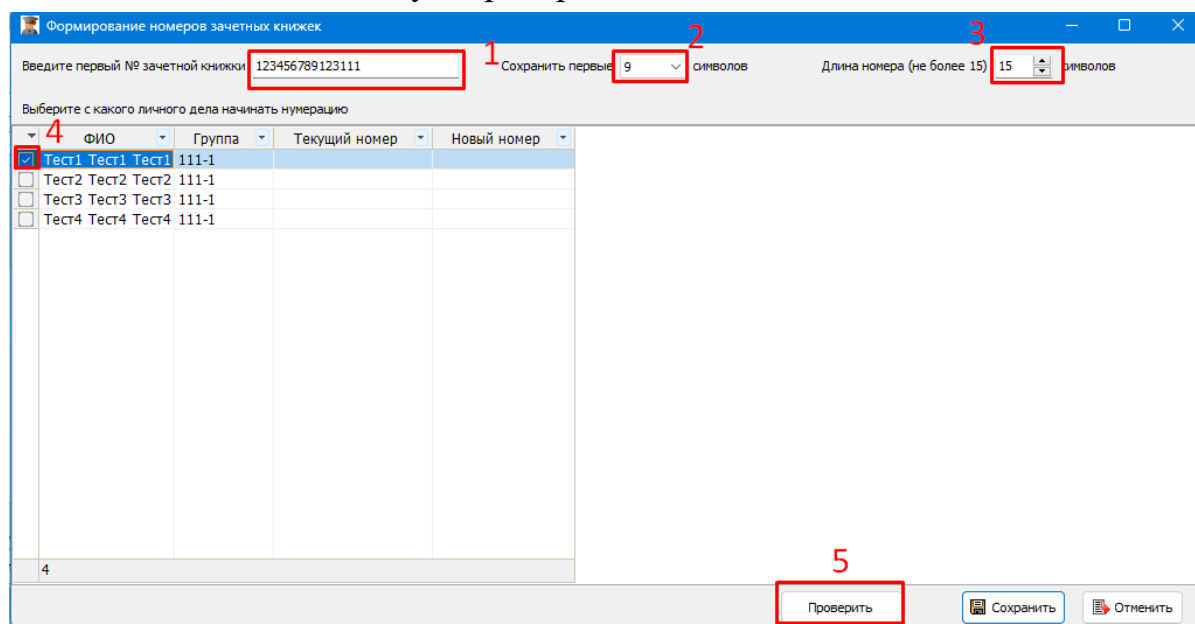 Формирование номеров зачетных книжек
1 2 3
Введите первый № зачетной книжки 123456789123111 Сохранить первые 9 символов Длина номера (не более 15) 15 символов
Выберите с какого личного дела начинать нумерацию
4 ФИО Группа Текущий номер Новый номер
Тест1 Тест1 Тест1 111-1
Тест2 Тест2 Тест2 111-1
Тест3 Тест3 Тест3 111-1
Тест4 Тест4 Тест4 111-1
4
5
Проверить Сохранить Отменить